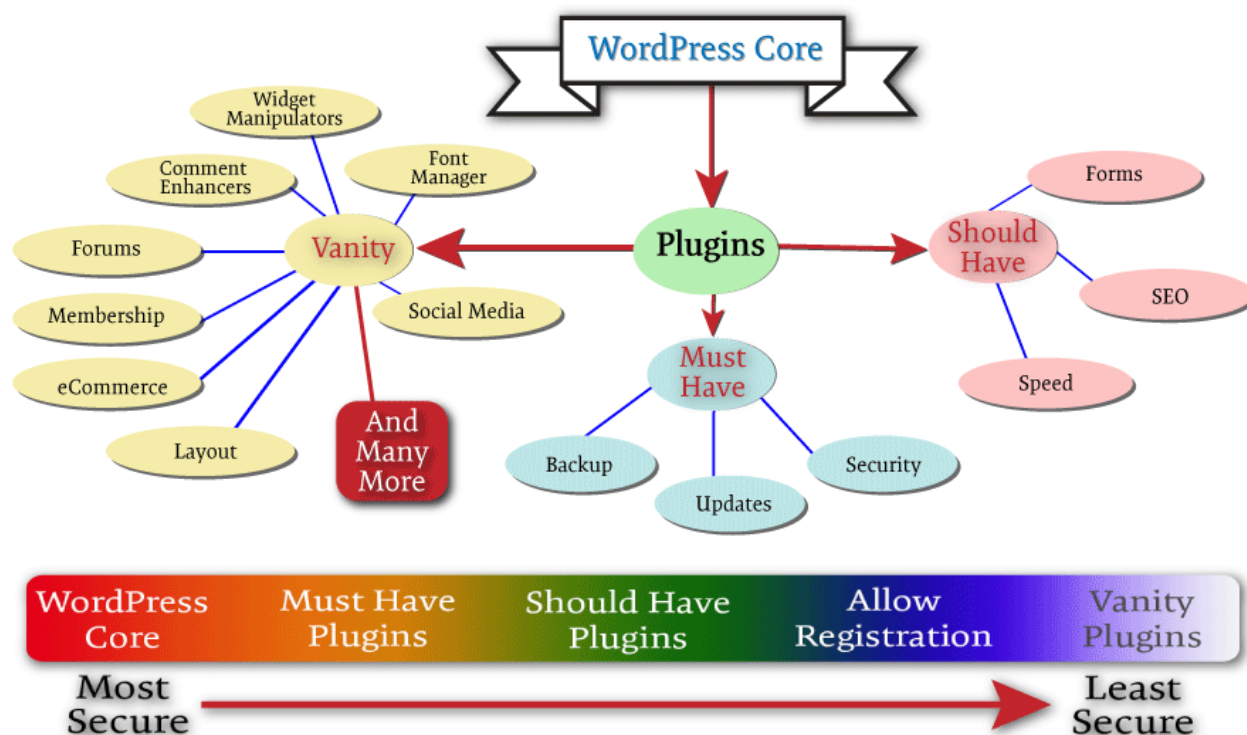 WordPress Core
Widget
Manipulators
Comment
Enhancers
Font
Manager
Forums
Vanity
Membership
Social Media
eCommerce
Layout
And
Many
More
Plugins
Must
Have
Backup
Updates
Security
Should
Have
Forms
SEO
Speed
WordPress
Core
Must Have
Plugins
Should Have
Plugins
Allow
Registration
Vanity
Plugins
Most
Secure
Least
Secure